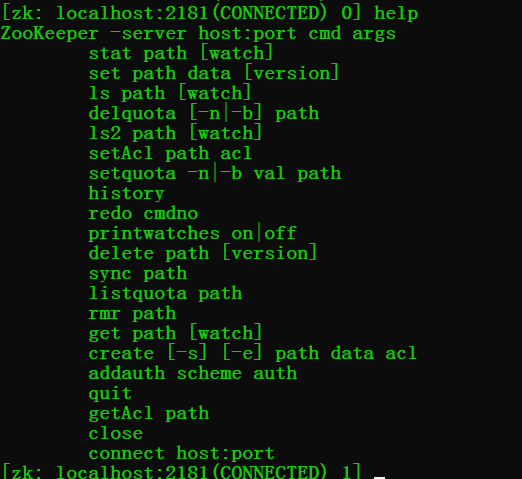 [zk: localhost:2181(CONNECTED) 0] help
ZooKeeper -server host:port cmd args
stat path [watch]
set path data [version]
ls path [watch]
delquota [-n|-b] path
ls2 path [watch]
setAcl path acl
setquota -n|-b val path
history
redo cmdno
printwatches on|off
delete path [version]
sync path
listquota path
rmr path
get path [watch]
create [-s] [-e] path data acl
addauth scheme auth
quit
getAcl path
close
connect host:port
[zk: localhost:2181(CONNECTED) 1]